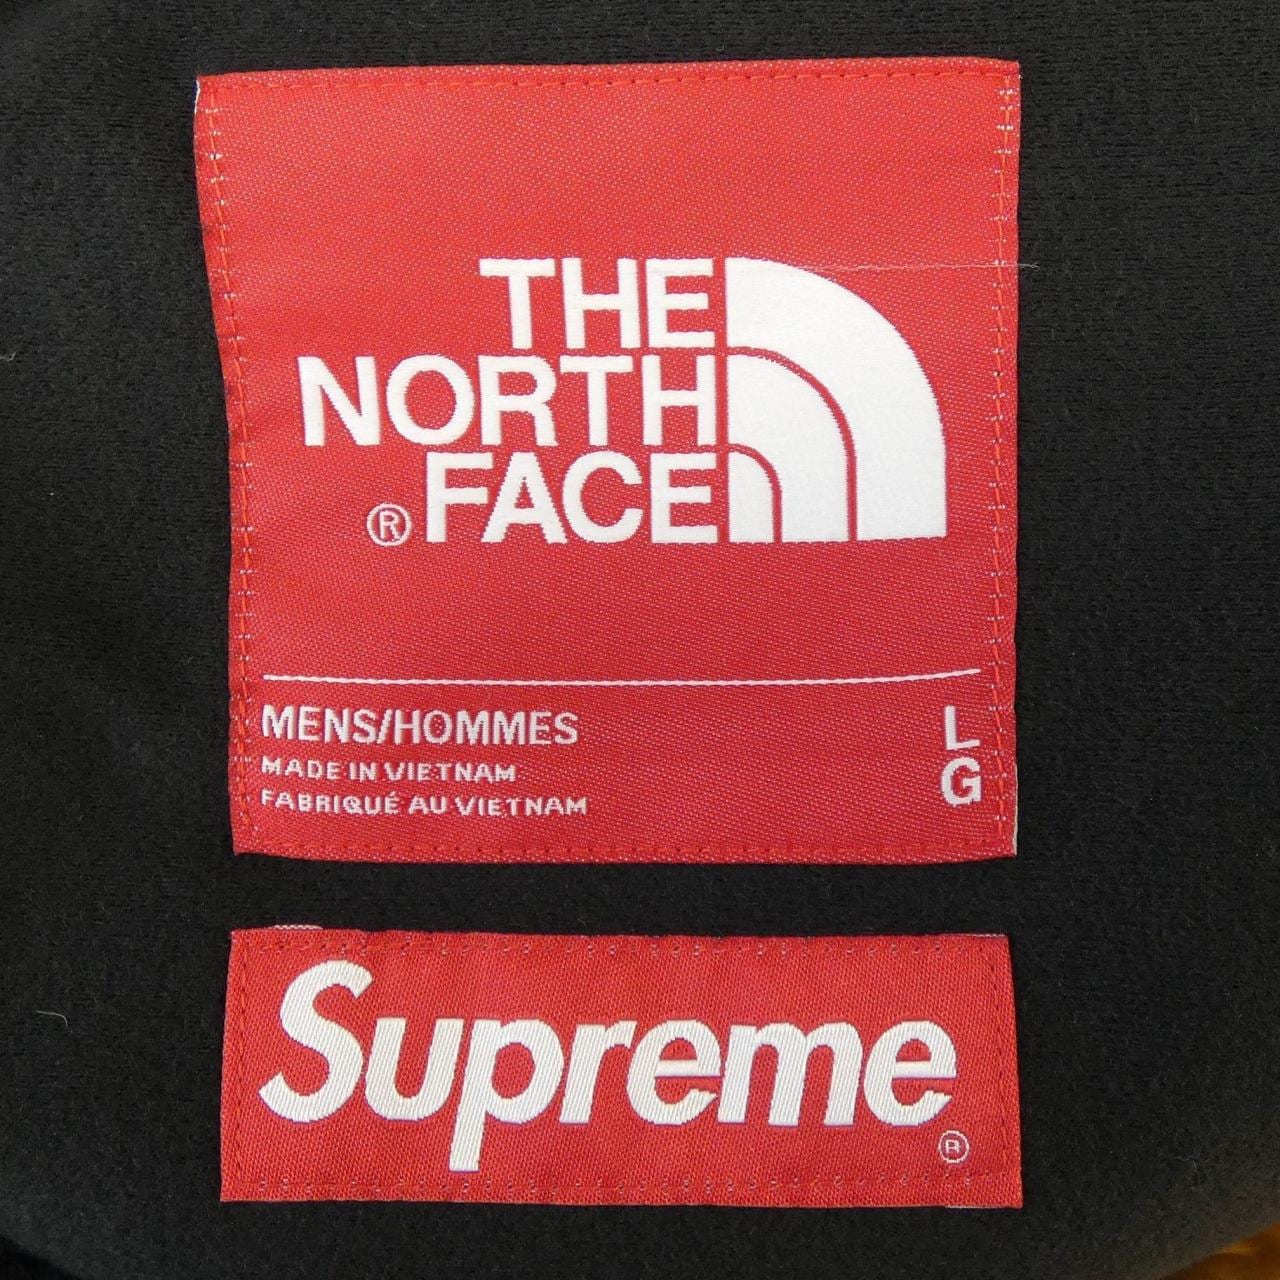 THE
NORTH
® FACE
MENS/HOMMES
MADE IN VIETNAM
FABRIQUÉ AU VIETNAM
L
G
Supreme
®